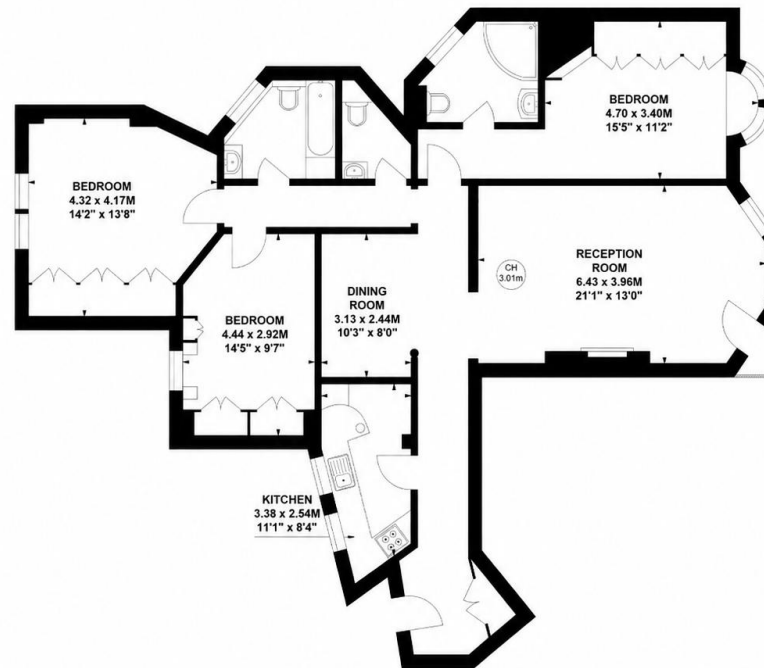 BEDROOM
4.70 x 3.40M
15'5" x 11'2"
BEDROOM
4.32 x 4.17M
14'2" x 13'8"
RECEPTION
ROOM
6.43 x 3.96M
21'1" x 13'0"
CH
3.01m
DINING
ROOM
3.13 x 2.44M
10'3" x 8'0"
BEDROOM
4.44 x 2.92M
14'5" x 9'7"
KITCHEN
3.38 x 2.54M
11'1" x 8'4"